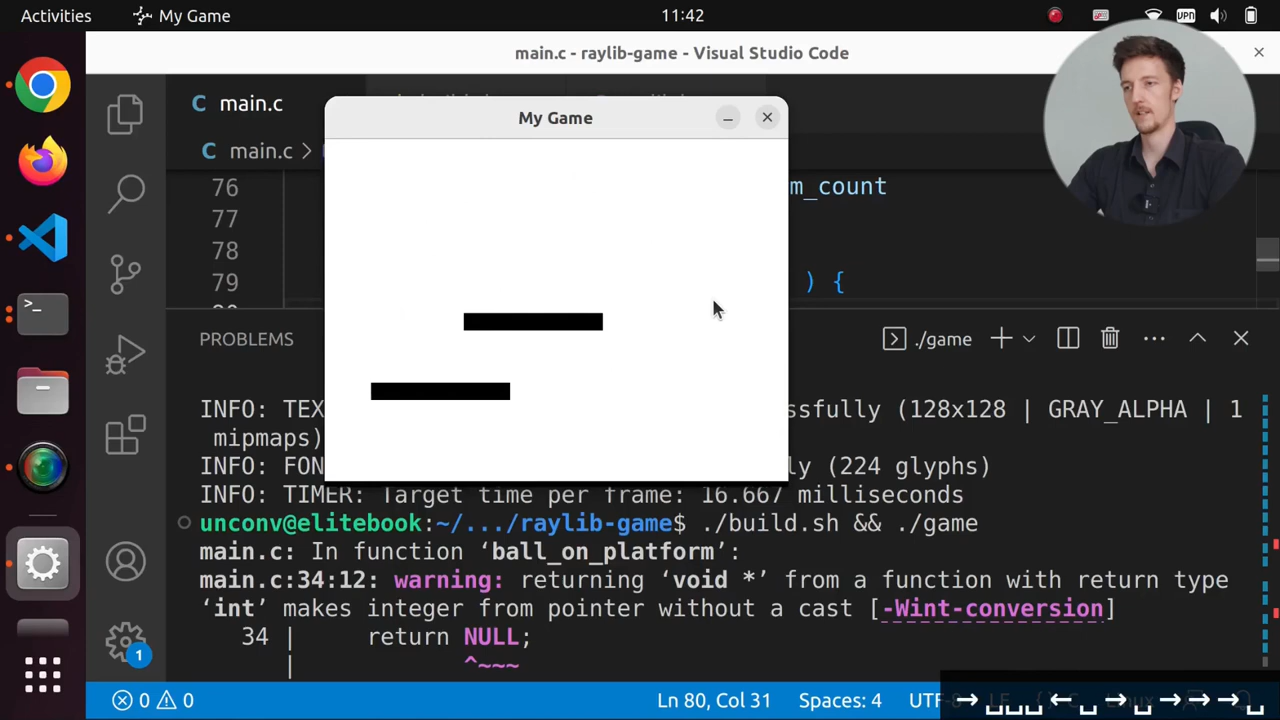 Activities
My Game
11:42
VPN
main.c - raylib-game - Visual Studio Code
main.c
My Game
main.c >
76
m_count
77
78
79
) {
PROBLEMS
./game
INFO: TEX
ssfully (128x128 | GRAY_ALPHA | 1
mipmaps)
INFO: FON
ly (224 glyphs)
INFO: TIMER: Target time per frame: 16.667 milliseconds
unconv@elitebook:~/.../raylib-game$ ./build.sh && ./game
main.c: In function ‘ball_on_platform’:
main.c:34:12: warning: returning ‘void *’ from a function with return type
‘int’ makes integer from pointer without a cast [-Wint-conversion]
34 |     return NULL;
|            ^~~~
1
0 0
Ln 80, Col 31
Spaces: 4
UTF-8
→ ␣␣␣ ← ␣ → ␣ → → ␣